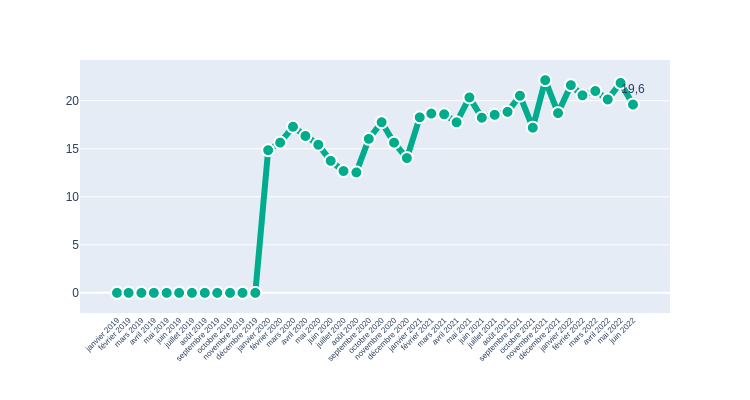 19,6
20
15
10
5
0
janvier 2019
février 2019
mars 2019
avril 2019
mai 2019
juin 2019
juillet 2019
août 2019
septembre 2019
octobre 2019
novembre 2019
décembre 2019
janvier 2020
février 2020
mars 2020
avril 2020
mai 2020
juin 2020
juillet 2020
août 2020
septembre 2020
octobre 2020
novembre 2020
décembre 2020
janvier 2021
février 2021
mars 2021
avril 2021
mai 2021
juin 2021
juillet 2021
août 2021
septembre 2021
octobre 2021
novembre 2021
décembre 2021
janvier 2022
février 2022
mars 2022
avril 2022
mai 2022
juin 2022